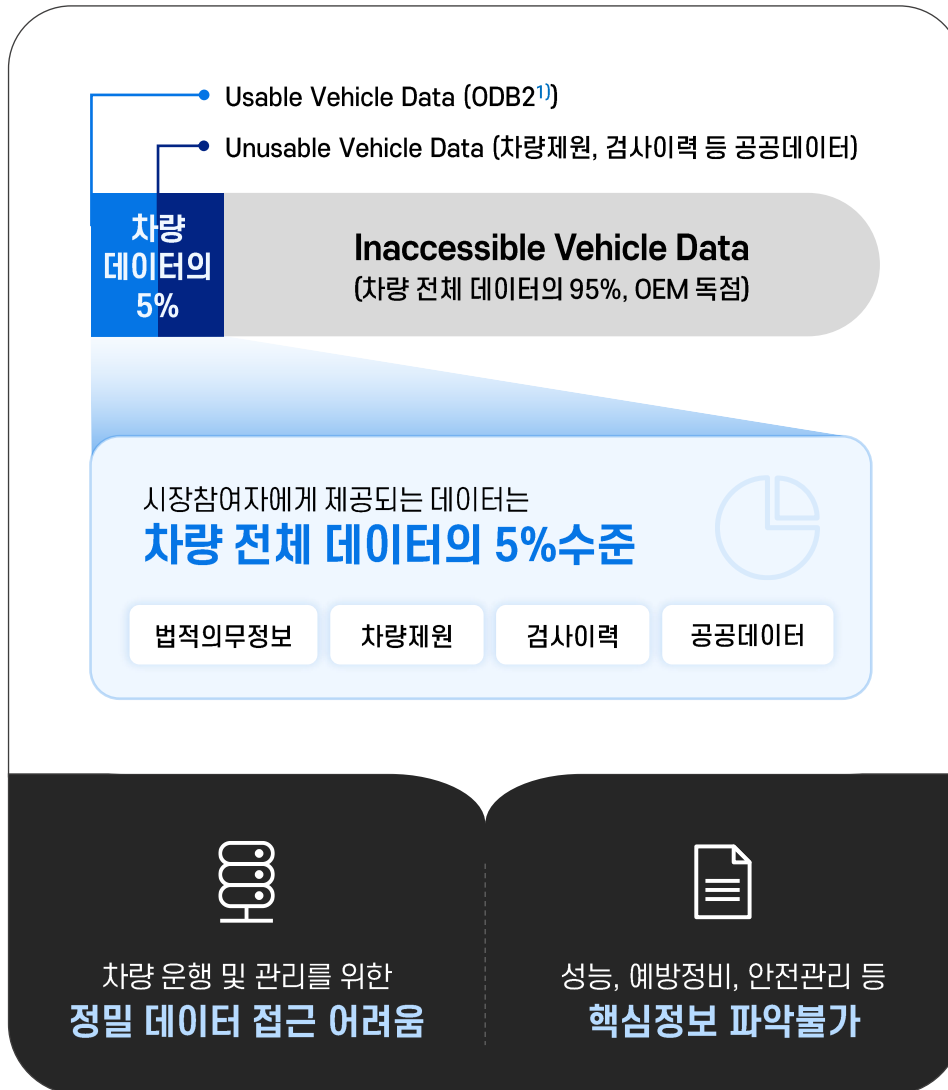 Usable Vehicle Data (ODB2¹⁾)
Unusable Vehicle Data (차량제원, 검사이력 등 공공데이터)
차량
데이터의
5%
Inaccessible Vehicle Data
(차량 전체 데이터의 95%, OEM 독점)
시장참여자에게 제공되는 데이터는
차량 전체 데이터의 5%수준
법적의무정보
차량제원
검사이력
공공데이터
차량 운행 및 관리를 위한
정밀 데이터 접근 어려움
성능, 예방정비, 안전관리 등
핵심정보 파악불가